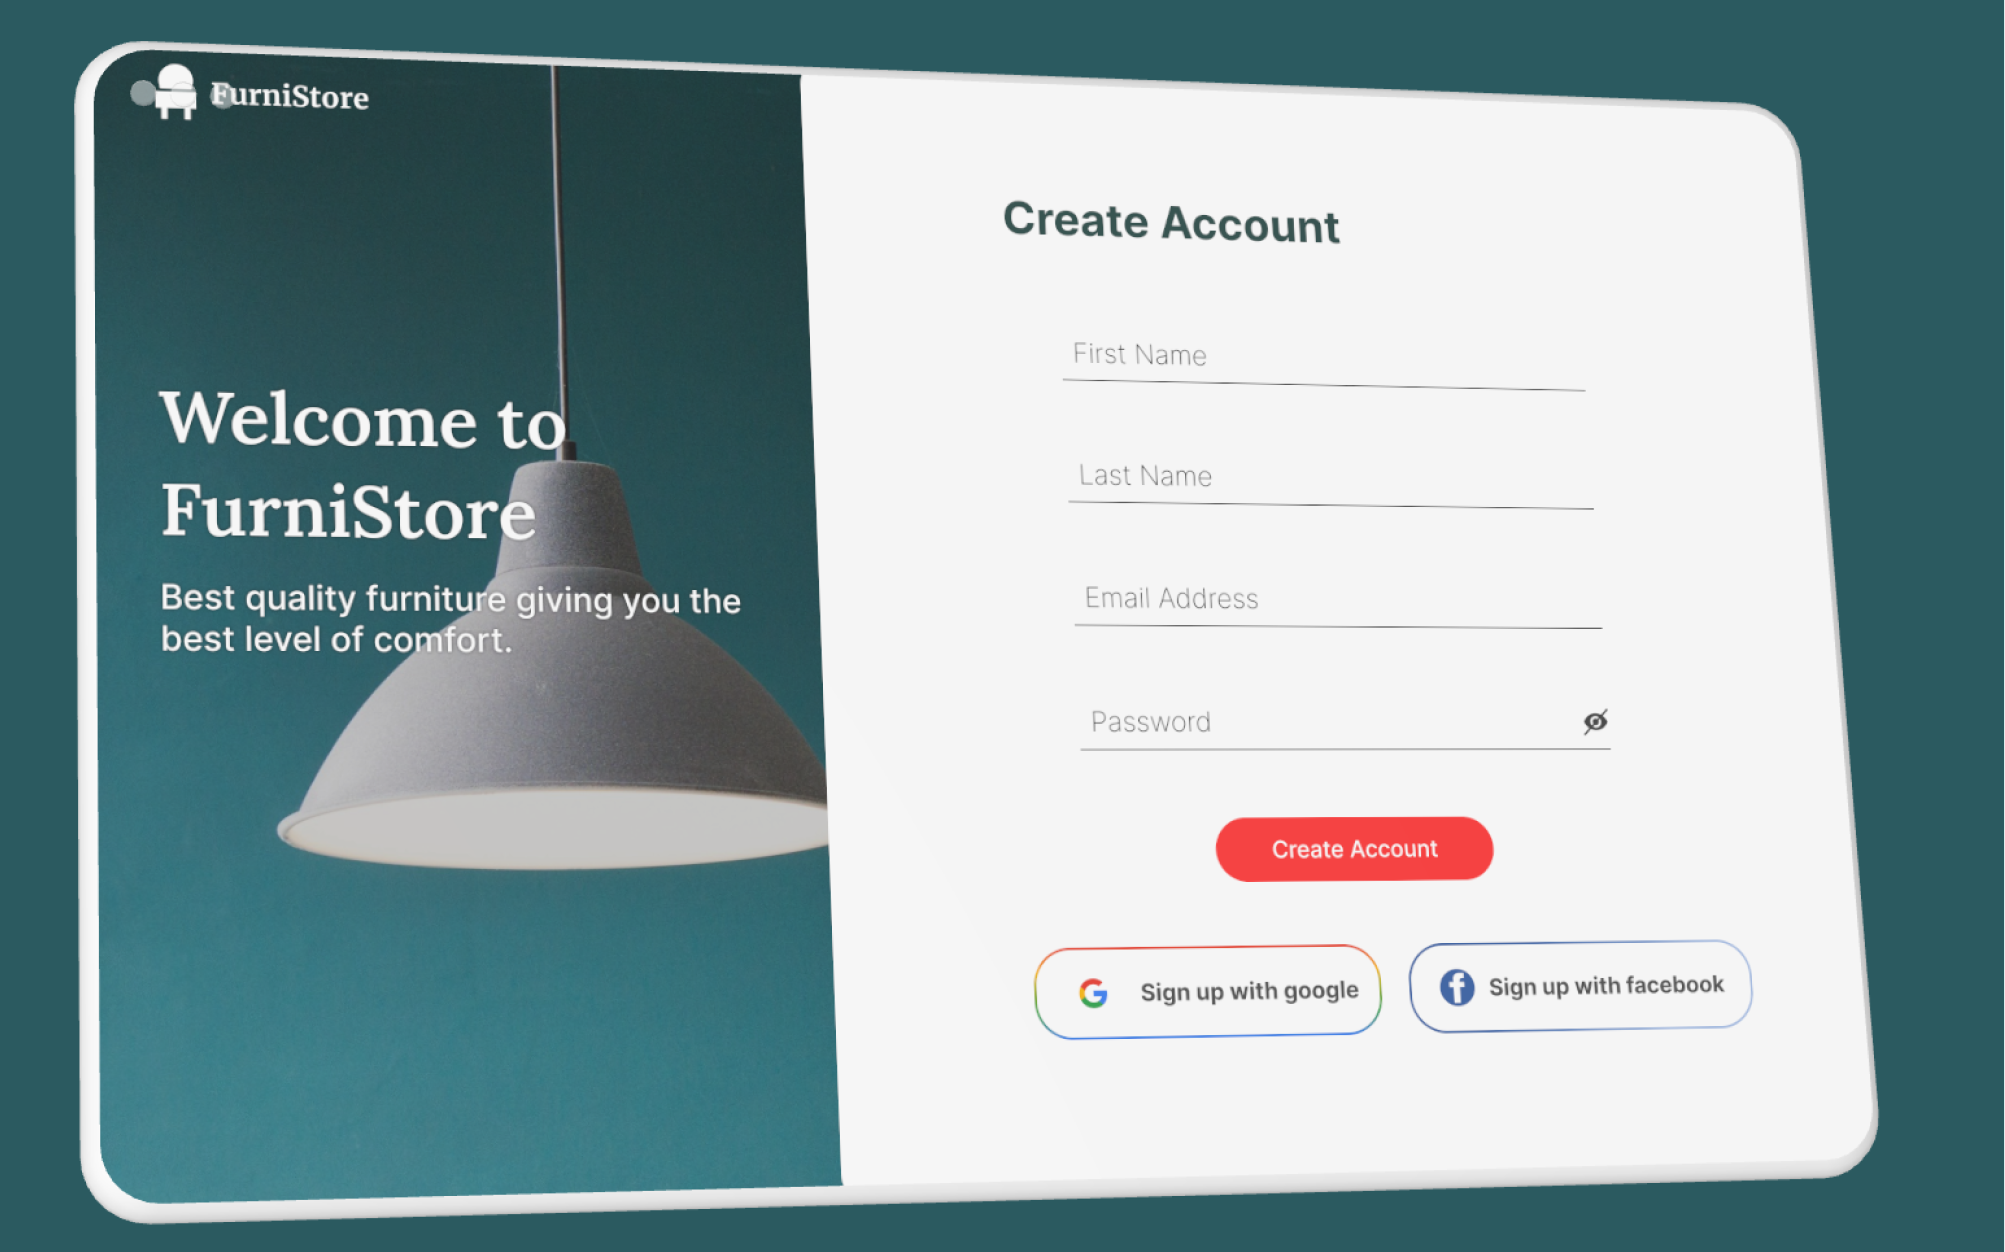 FurniStore
Welcome to
FurniStore
Best quality furniture giving you the
best level of comfort.
Create Account
First Name
Last Name
Email Address
Password
Create Account
Sign up with google
Sign up with facebook